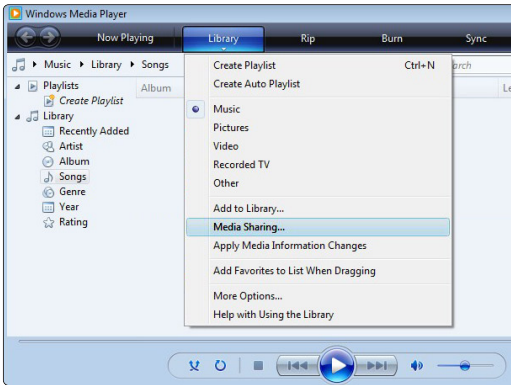 Windows Media Player
Now Playing Library Rip Burn Sync
Music Library Songs
Playlists
Create Playlist
Library
Recently Added
Artist
Album
Songs
Genre
Year
Rating
Album
Create Playlist Ctrl+N
Create Auto Playlist
Music
Pictures
Video
Recorded TV
Other
Add to Library...
Media Sharing...
Apply Media Information Changes
Add Favorites to List When Dragging
More Options...
Help with Using the Library